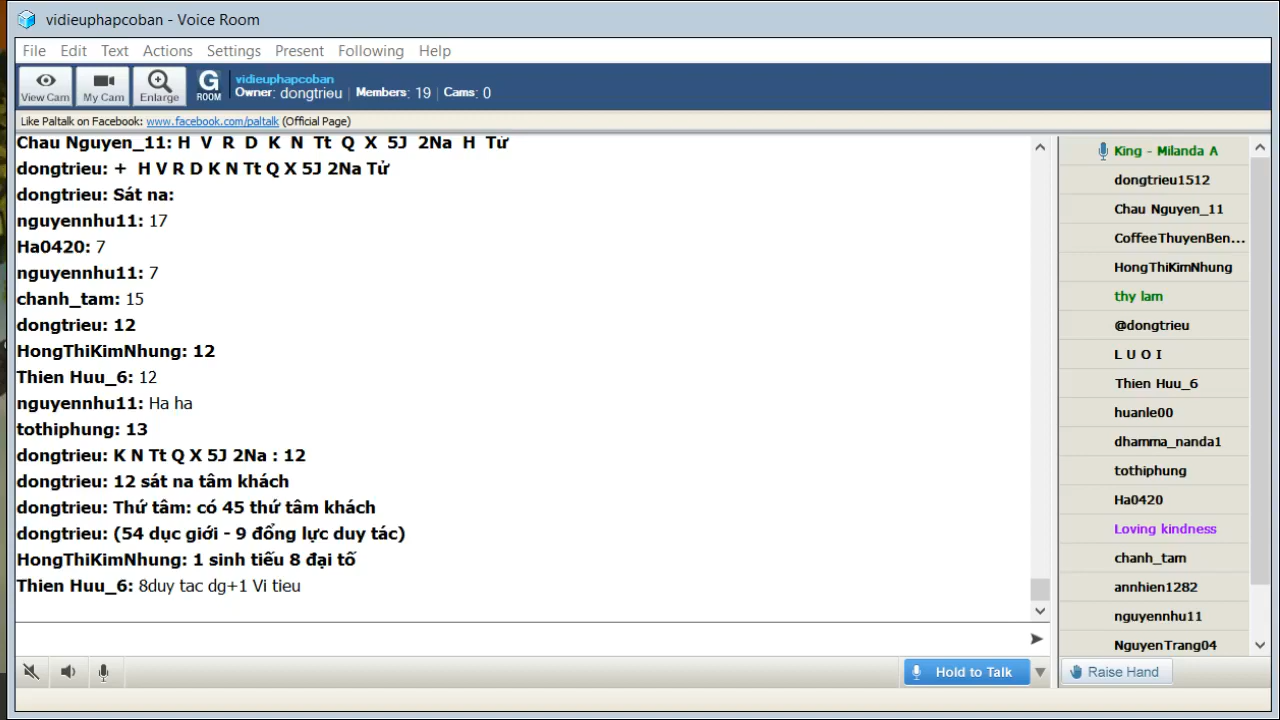 vidieuphapcoban - Voice Room
File Edit Text Actions Settings Present Following Help
View Cam My Cam Enlarge G ROOM vidieuphapcoban
Owner: dongtrieu Members: 19 Cams: 0
Like Paltalk on Facebook: www.facebook.com/paltalk (Official Page)
Chau Nguyen_11: H V R D K N Tt Q X 5J 2Na H Tử
dongtrieu: + H V R D K N Tt Q X 5J 2Na Tử
dongtrieu: Sát na:
nguyennhu11: 17
Ha0420: 7
nguyennhu11: 7
chanh_tam: 15
dongtrieu: 12
HongThiKimNhung: 12
Thien Huu_6: 12
nguyennhu11: Ha ha
tothiphung: 13
dongtrieu: K N Tt Q X 5J 2Na : 12
dongtrieu: 12 sát na tâm khách
dongtrieu: Thứ tâm: có 45 thứ tâm khách
dongtrieu: (54 dục giới - 9 đổng lực duy tác)
HongThiKimNhung: 1 sinh tiếu 8 đại tố
Thien Huu_6: 8duy tac dg+1 Vi tieu
King - Milanda A
dongtrieu1512
Chau Nguyen_11
CoffeeThuyenBen...
HongThiKimNhung
thy lam
@dongtrieu
L U O I
Thien Huu_6
huanle00
dhamma_nanda1
tothiphung
Ha0420
Loving kindness
chanh_tam
annhien1282
nguyennhu11
NguyenTrang04
Hold to Talk
Raise Hand